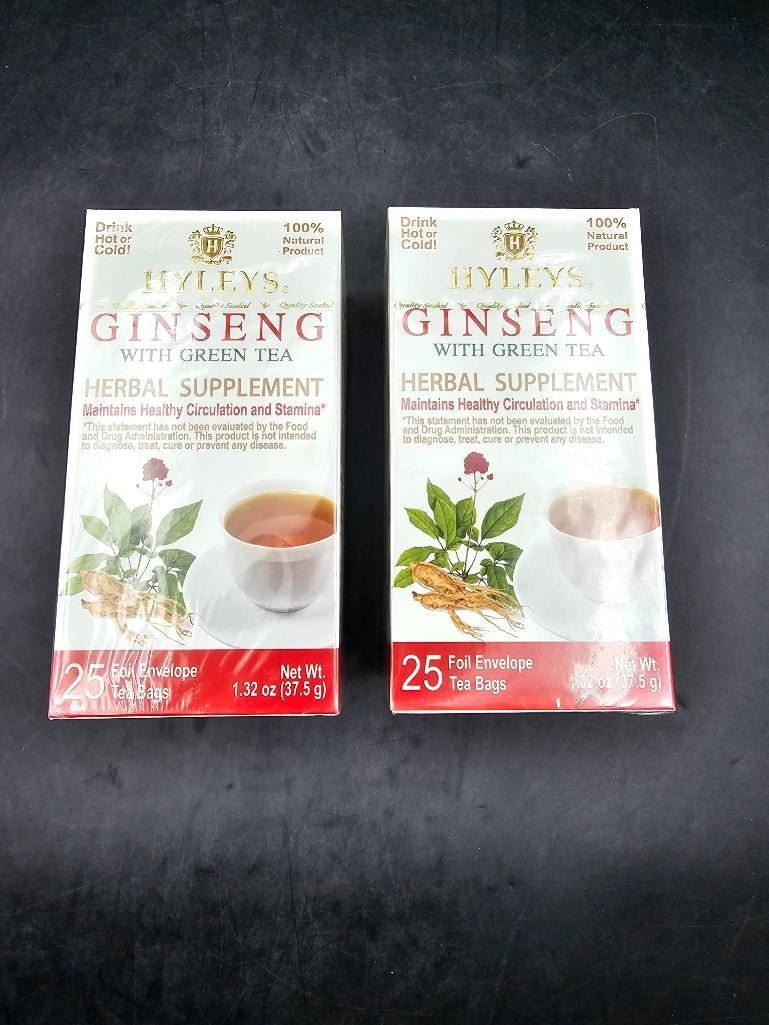 Drink
Hot or
Cold!
100%
Natural
Product
H
HYLEYS
Quality Sealed Quality Sealed Quality Sealed
GINSENG
WITH GREEN TEA
HERBAL SUPPLEMENT
Maintains Healthy Circulation and Stamina*
*This statement has not been evaluated by the Food
and Drug Administration. This product is not intended
to diagnose, treat, cure or prevent any disease.
25 Foil Envelope
Tea Bags
Net Wt.
1.32 oz (37.5 g)
Drink
Hot or
Cold!
100%
Natural
Product
H
HYLEYS
Quality Sealed Quality Sealed Quality Sealed
GINSENG
WITH GREEN TEA
HERBAL SUPPLEMENT
Maintains Healthy Circulation and Stamina*
*This statement has not been evaluated by the Food
and Drug Administration. This product is not intended
to diagnose, treat, cure or prevent any disease.
25 Foil Envelope
Tea Bags
Net Wt.
1.32 oz (37.5 g)